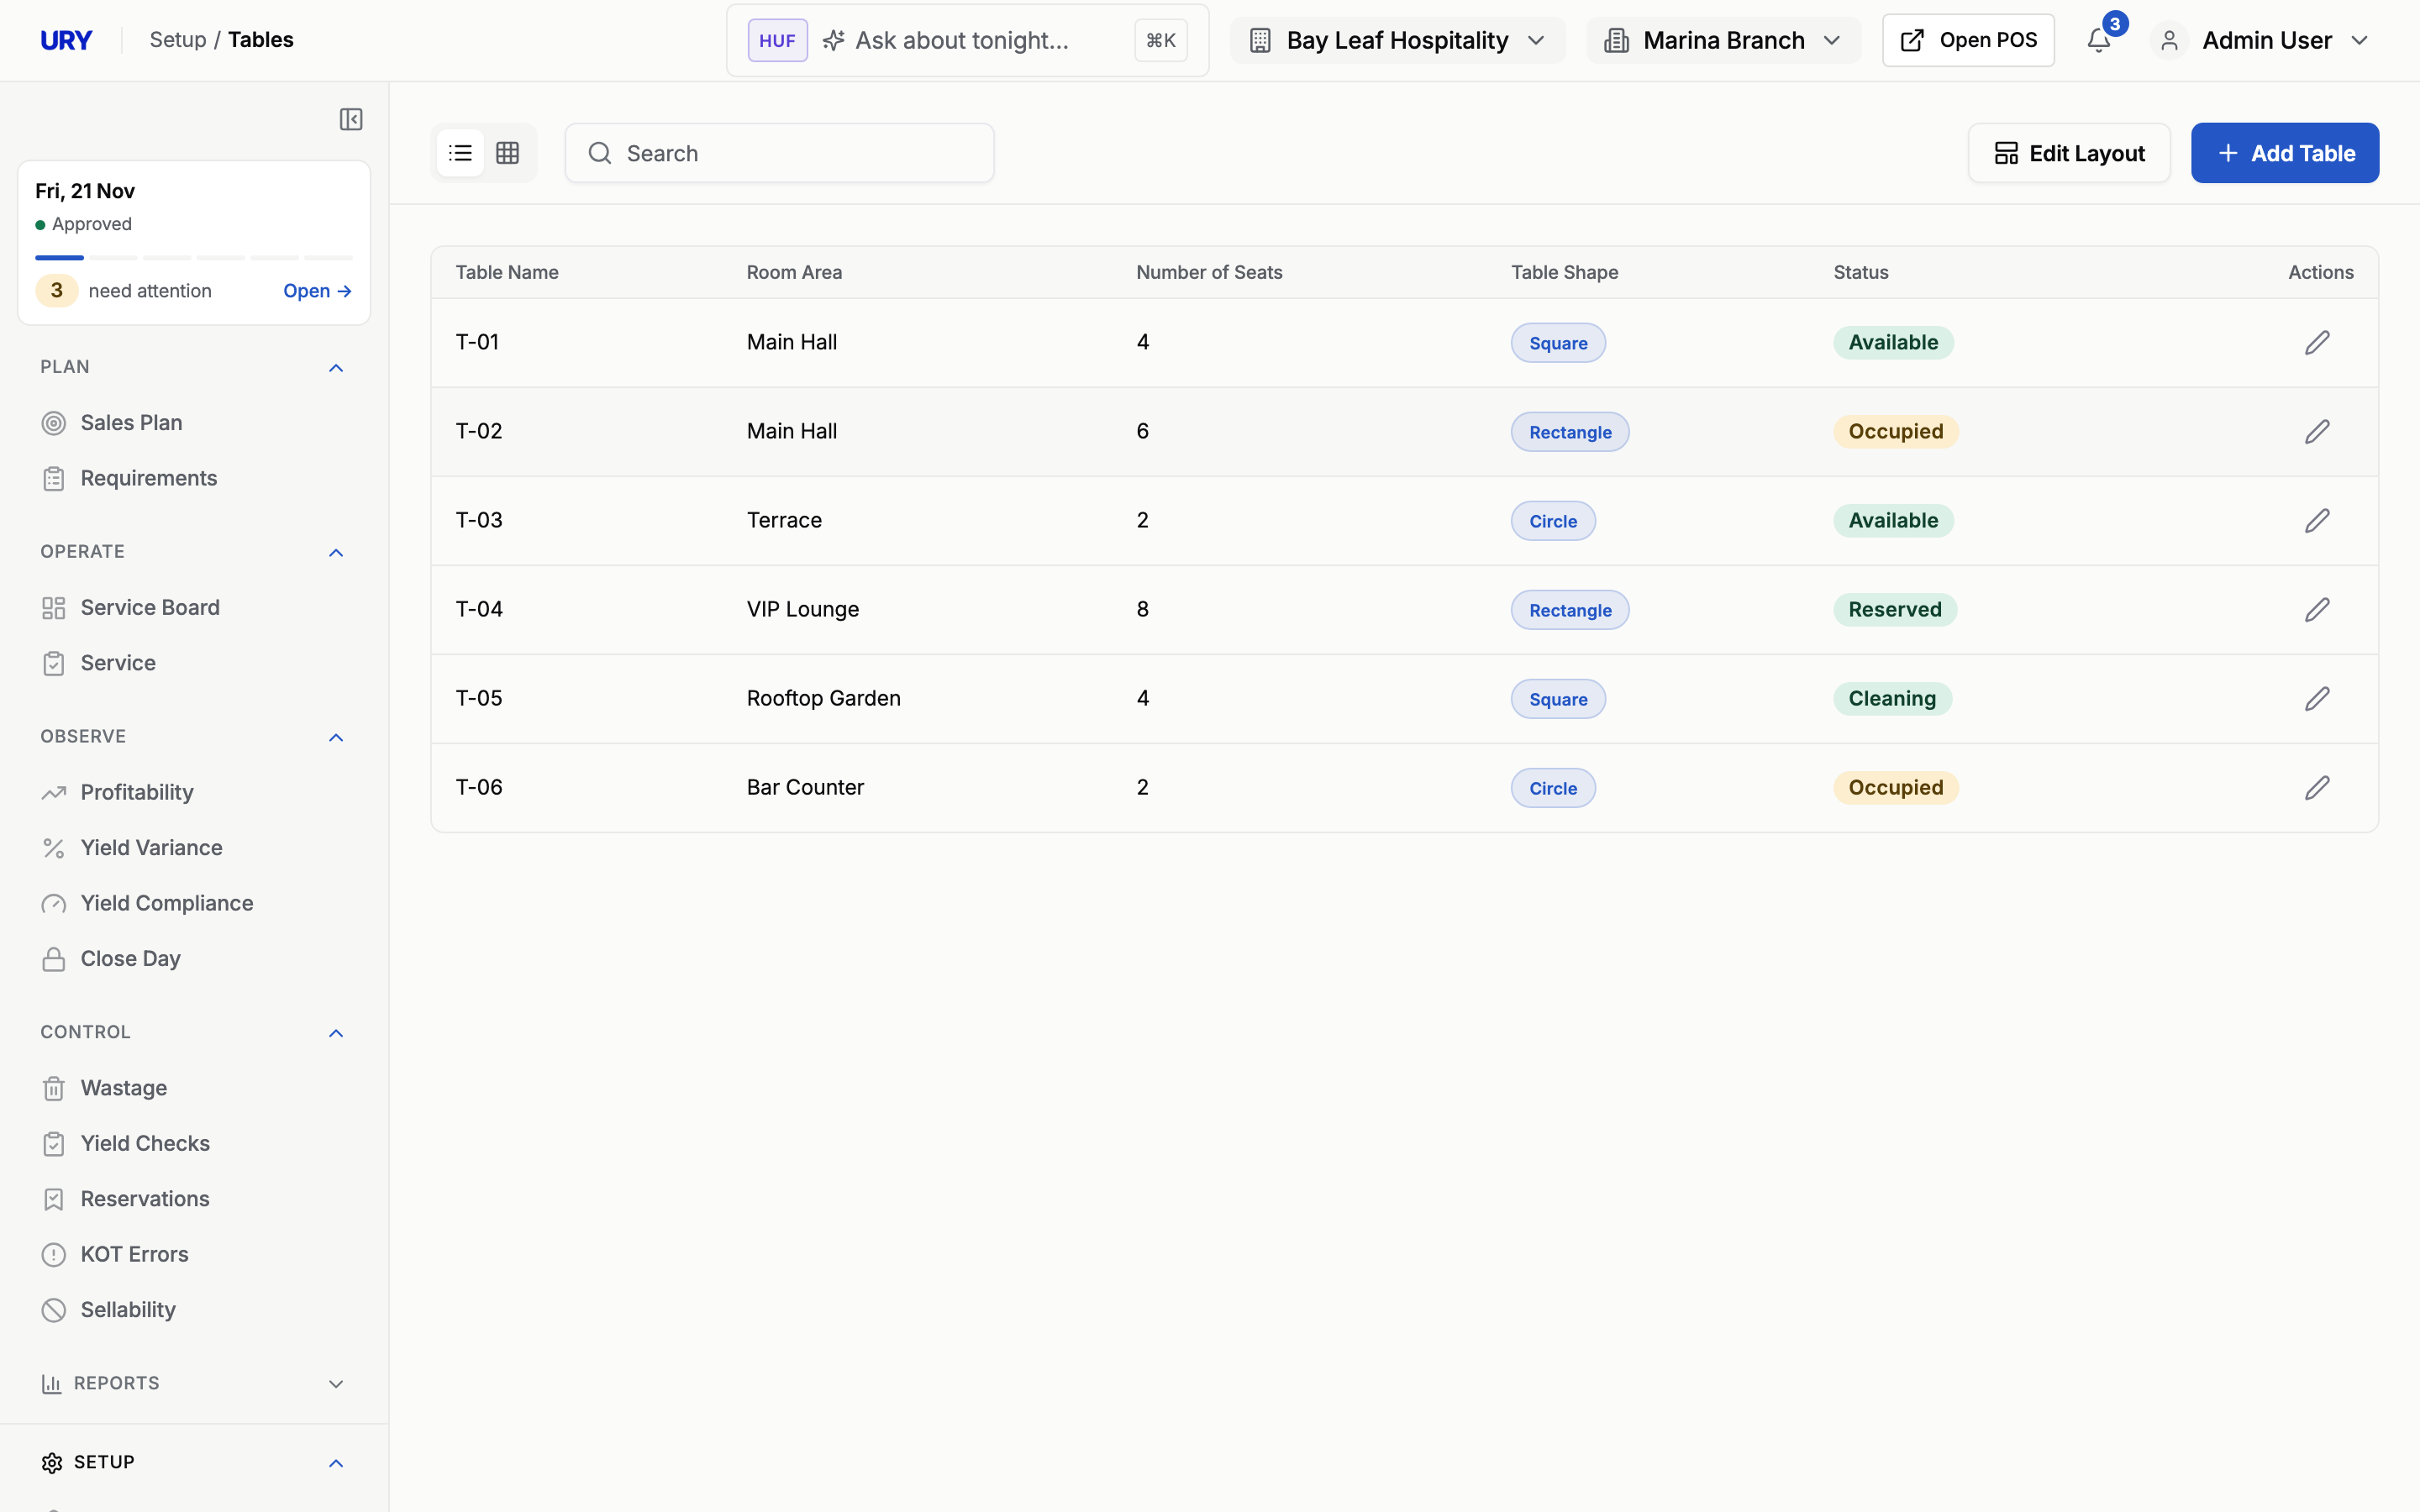 URY
Setup / Tables
HUF Ask about tonight... ⌘K
Bay Leaf Hospitality
Marina Branch
Open POS
3
Admin User
Fri, 21 Nov
Approved
3 need attention Open →
PLAN
Sales Plan
Requirements
OPERATE
Service Board
Service
OBSERVE
Profitability
Yield Variance
Yield Compliance
Close Day
CONTROL
Wastage
Yield Checks
Reservations
KOT Errors
Sellability
REPORTS
SETUP
Search
Edit Layout
+ Add Table
Table Name Room Area Number of Seats Table Shape Status Actions
T-01 Main Hall 4 Square Available
T-02 Main Hall 6 Rectangle Occupied
T-03 Terrace 2 Circle Available
T-04 VIP Lounge 8 Rectangle Reserved
T-05 Rooftop Garden 4 Square Cleaning
T-06 Bar Counter 2 Circle Occupied